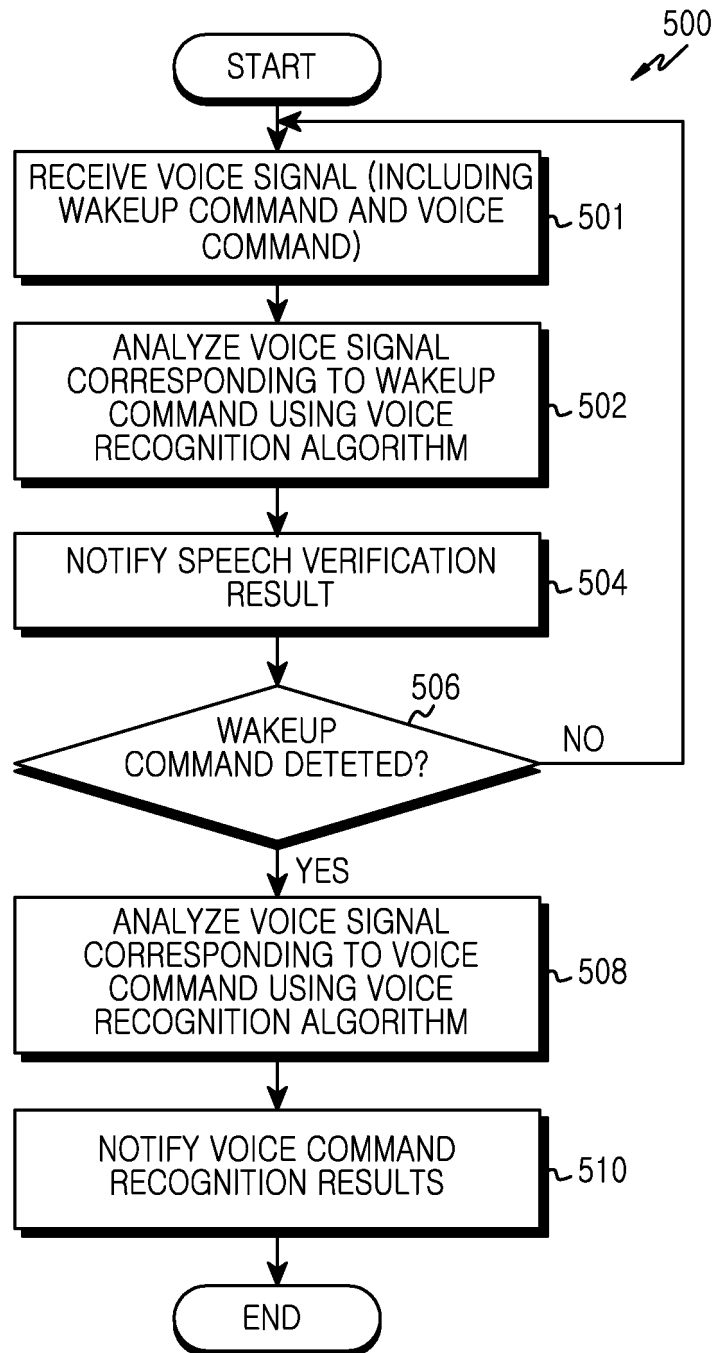 500
START
RECEIVE VOICE SIGNAL (INCLUDING
WAKEUP COMMAND AND VOICE
COMMAND)
501
ANALYZE VOICE SIGNAL
CORRESPONDING TO WAKEUP
COMMAND USING VOICE
RECOGNITION ALGORITHM
502
NOTIFY SPEECH VERIFICATION
RESULT
504
506
WAKEUP
COMMAND DETETED?
NO
YES
ANALYZE VOICE SIGNAL
CORRESPONDING TO VOICE
COMMAND USING VOICE
RECOGNITION ALGORITHM
508
NOTIFY VOICE COMMAND
RECOGNITION RESULTS
510
END